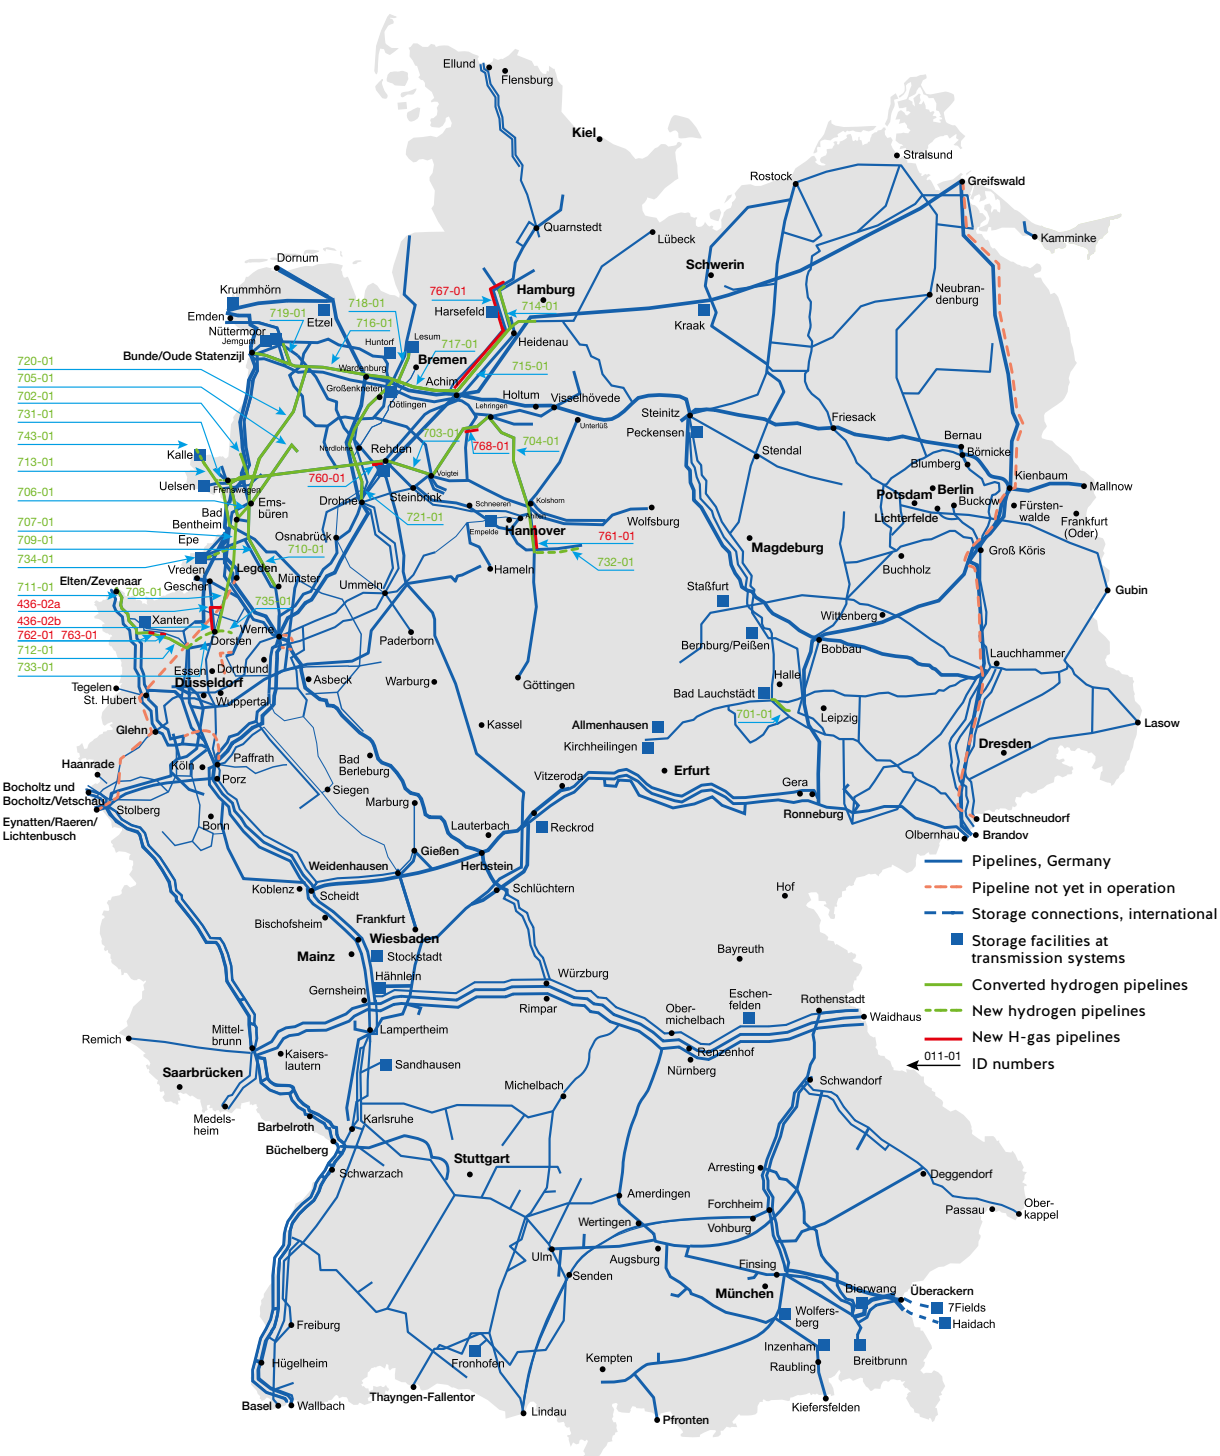 Ellund
Flensburg
Kiel
Stralsund
Rostock
Greifswald
Quarnstedt
Lübeck
Kamminke
Schwerin
Dornum
Krummhörn
Emden
719-01
Etzel
718-01
716-01
767-01
Harsefeld
Hamburg
714-01
Neubran-
denburg
Kraak
Nüttermoor
Jemgum
Huntorf
Lesum
717-01
Heidenau
Bunde/Oude Statenzijl
Bremen
Wardenburg
Großenkneten
Achim
715-01
Dötlingen
Holtum
Visselhövede
Lehringen
Unterlüß
Steinitz
Peckensen
Friesack
720-01
705-01
702-01
731-01
743-01
Kalle
713-01
Uelsen
Frenswegen
706-01
Nordlohne
Rehden
703-01
768-01
704-01
Stendal
Bernau
Börnicke
Blumberg
Kienbaum
Mallnow
760-01
Voigtei
Steinbrink
Drohne
Ems-
büren
Bad
Bentheim
721-01
Schneeren
Kolshorn
Ahlten
Empelde
Hannover
Wolfsburg
Potsdam
Berlin
Buckow
Lichterfelde
Fürsten-
walde
Frankfurt
(Oder)
707-01
709-01
Epe
734-01
Osnabrück
710-01
761-01
732-01
Magdeburg
Groß Köris
Buchholz
Vreden
Legden
Gescher
Münster
Elten/Zevenaar
711-01
708-01
436-02a
436-02b
762-01
763-01
712-01
733-01
Xanten
735-01
Werne
Dorsten
Ummeln
Hameln
Staßfurt
Gubin
Wittenberg
Bernburg/Peißen
Bobbau
Paderborn
Essen
Dortmund
Düsseldorf
Wuppertal
Tegelen
St. Hubert
Asbeck
Warburg
Göttingen
Lauchhammer
Halle
Bad Lauchstädt
701-01
Leipzig
Lasow
Glehn
Kassel
Allmenhausen
Kirchheilingen
Dresden
Haanrade
Köln
Paffrath
Porz
Bad
Berleburg
Siegen
Marburg
Vitzeroda
Erfurt
Gera
Ronneburg
Bocholtz und
Bocholtz/Vetschau
Stolberg
Eynatten/Raeren/
Lichtenbusch
Bonn
Lauterbach
Reckrod
Deutschneudorf
Olbernhau
Brandov
Gießen
Weidenhausen
Herbstein
Koblenz
Scheidt
Schlüchtern
Hof
Bischofsheim
Frankfurt
Wiesbaden
Mainz
Stockstadt
Hähnlein
Gernsheim
Bayreuth
Würzburg
Rimpar
Eschen-
felden
Ober-
michelbach
Rothenstadt
Waidhaus
Pipelines, Germany
Pipeline not yet in operation
Storage connections, international
Storage facilities at
transmission systems
Converted hydrogen pipelines
New hydrogen pipelines
New H-gas pipelines
011-01
ID numbers
Remich
Mittel-
brunn
Lampertheim
Kaisers-
lautern
Saarbrücken
Sandhausen
Renzenhof
Nürnberg
Schwandorf
Michelbach
Medels-
heim
Barbelroth
Karlsruhe
Büchelberg
Schwarzach
Stuttgart
Arresting
Deggendorf
Amerdingen
Forchheim
Vohburg
Passau
Ober-
kappel
Wertingen
Ulm
Augsburg
Senden
Finsing
München
Bierwang
Überackern
7Fields
Haidach
Wolfers-
berg
Freiburg
Hügelheim
Fronhofen
Kempten
Inzenham
Raubling
Breitbrunn
Basel
Wallbach
Thayngen-Fallentor
Lindau
Pfronten
Kiefersfelden